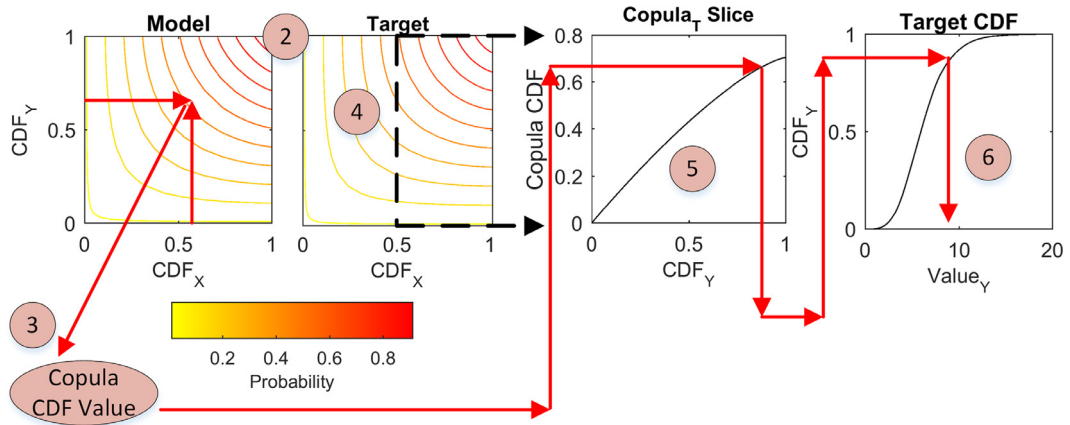 Model
2
Target
Copula_T Slice
Target CDF
1
0.5
0
CDF_Y
0
0.5
1
CDF_X
4
0
0.5
1
CDF_X
0.8
0.6
0.4
0.2
0
Copula CDF
5
0
0.5
1
CDF_Y
1
0.5
0
CDF_Y
6
0
10
20
Value_Y
3
Copula
CDF Value
0.2
0.4
0.6
0.8
Probability